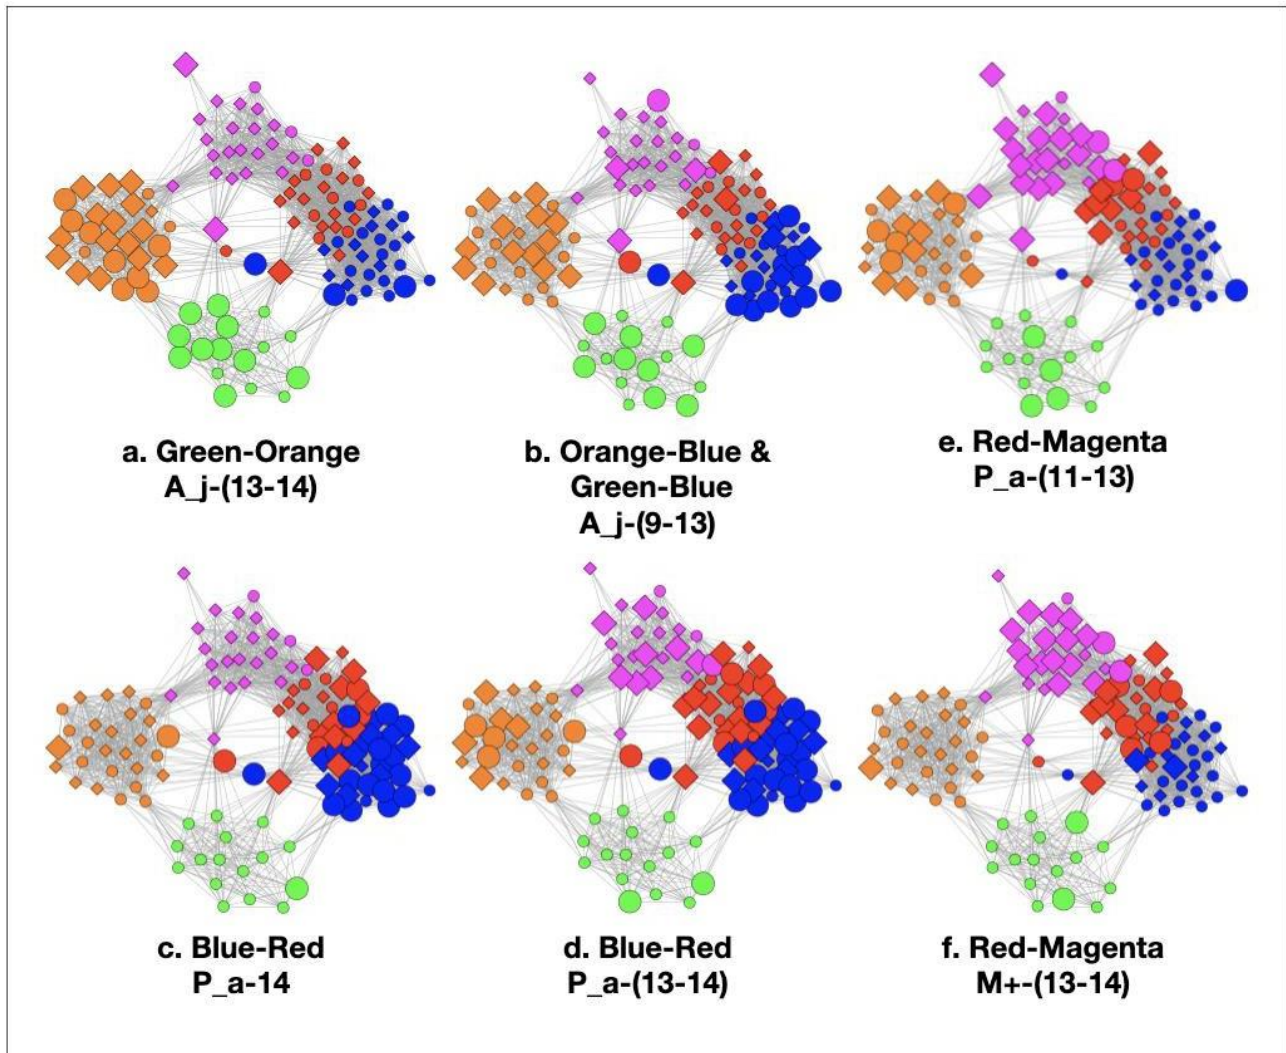 a. Green-Orange
A_j-(13-14)
b. Orange-Blue &
Green-Blue
A_j-(9-13)
e. Red-Magenta
P_a-(11-13)
c. Blue-Red
P_a-14
d. Blue-Red
P_a-(13-14)
f. Red-Magenta
M+-(13-14)